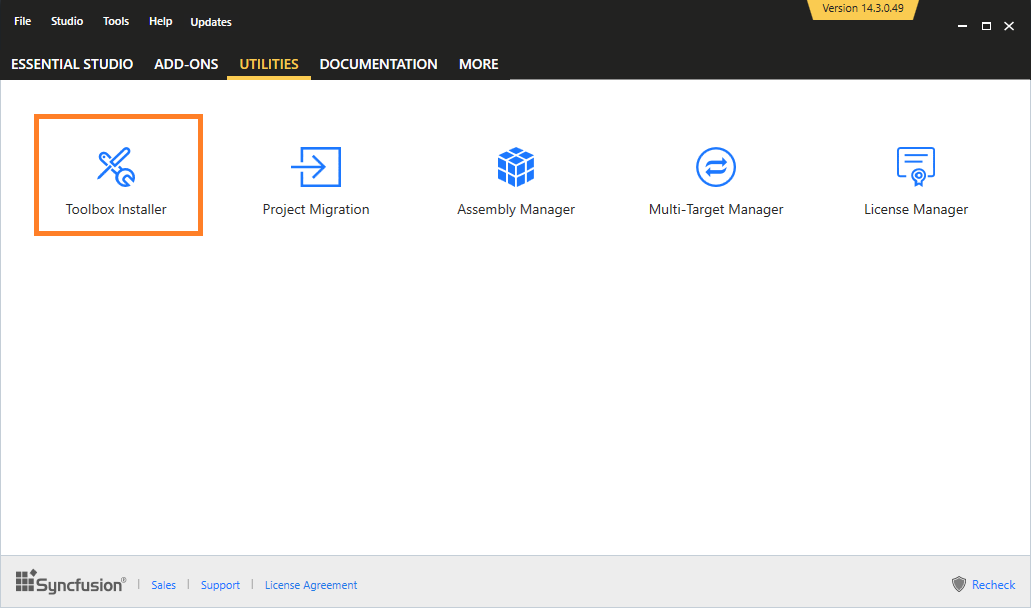 File Studio Tools Help Updates
Version 14.3.0.49
ESSENTIAL STUDIO ADD-ONS UTILITIES DOCUMENTATION MORE
Toolbox Installer Project Migration Assembly Manager Multi-Target Manager License Manager
Syncfusion® | Sales | Support | License Agreement Recheck